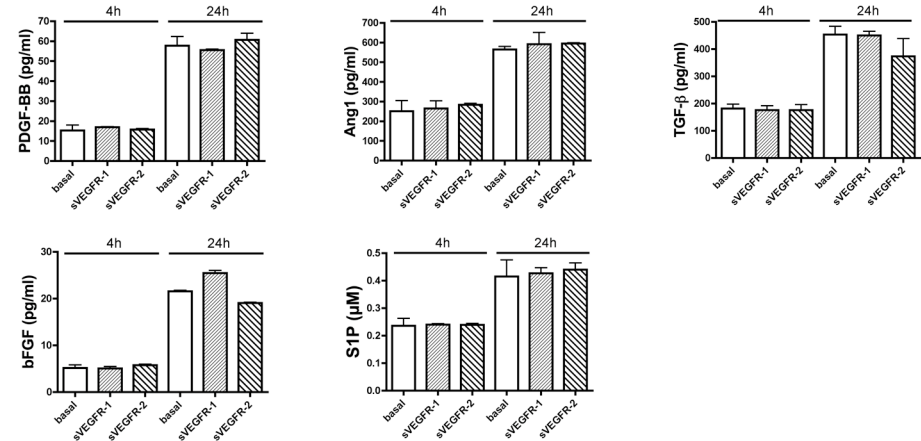 4h 24h
PDGF-BB (pg/ml)
70
60
50
40
30
20
10
0
basal sVEGFR-1 sVEGFR-2 basal sVEGFR-1 sVEGFR-2
4h 24h
Ang1 (pg/ml)
1000
900
800
700
600
500
400
300
200
100
0
basal sVEGFR-1 sVEGFR-2 basal sVEGFR-1 sVEGFR-2
4h 24h
TGF-β (pg/ml)
500
400
300
200
100
0
basal sVEGFR-1 sVEGFR-2 basal sVEGFR-1 sVEGFR-2
4h 24h
bFGF (pg/ml)
30
20
10
0
basal sVEGFR-1 sVEGFR-2 basal sVEGFR-1 sVEGFR-2
4h 24h
S1P (μM)
0.5
0.4
0.3
0.2
0.1
0.0
basal sVEGFR-1 sVEGFR-2 basal sVEGFR-1 sVEGFR-2